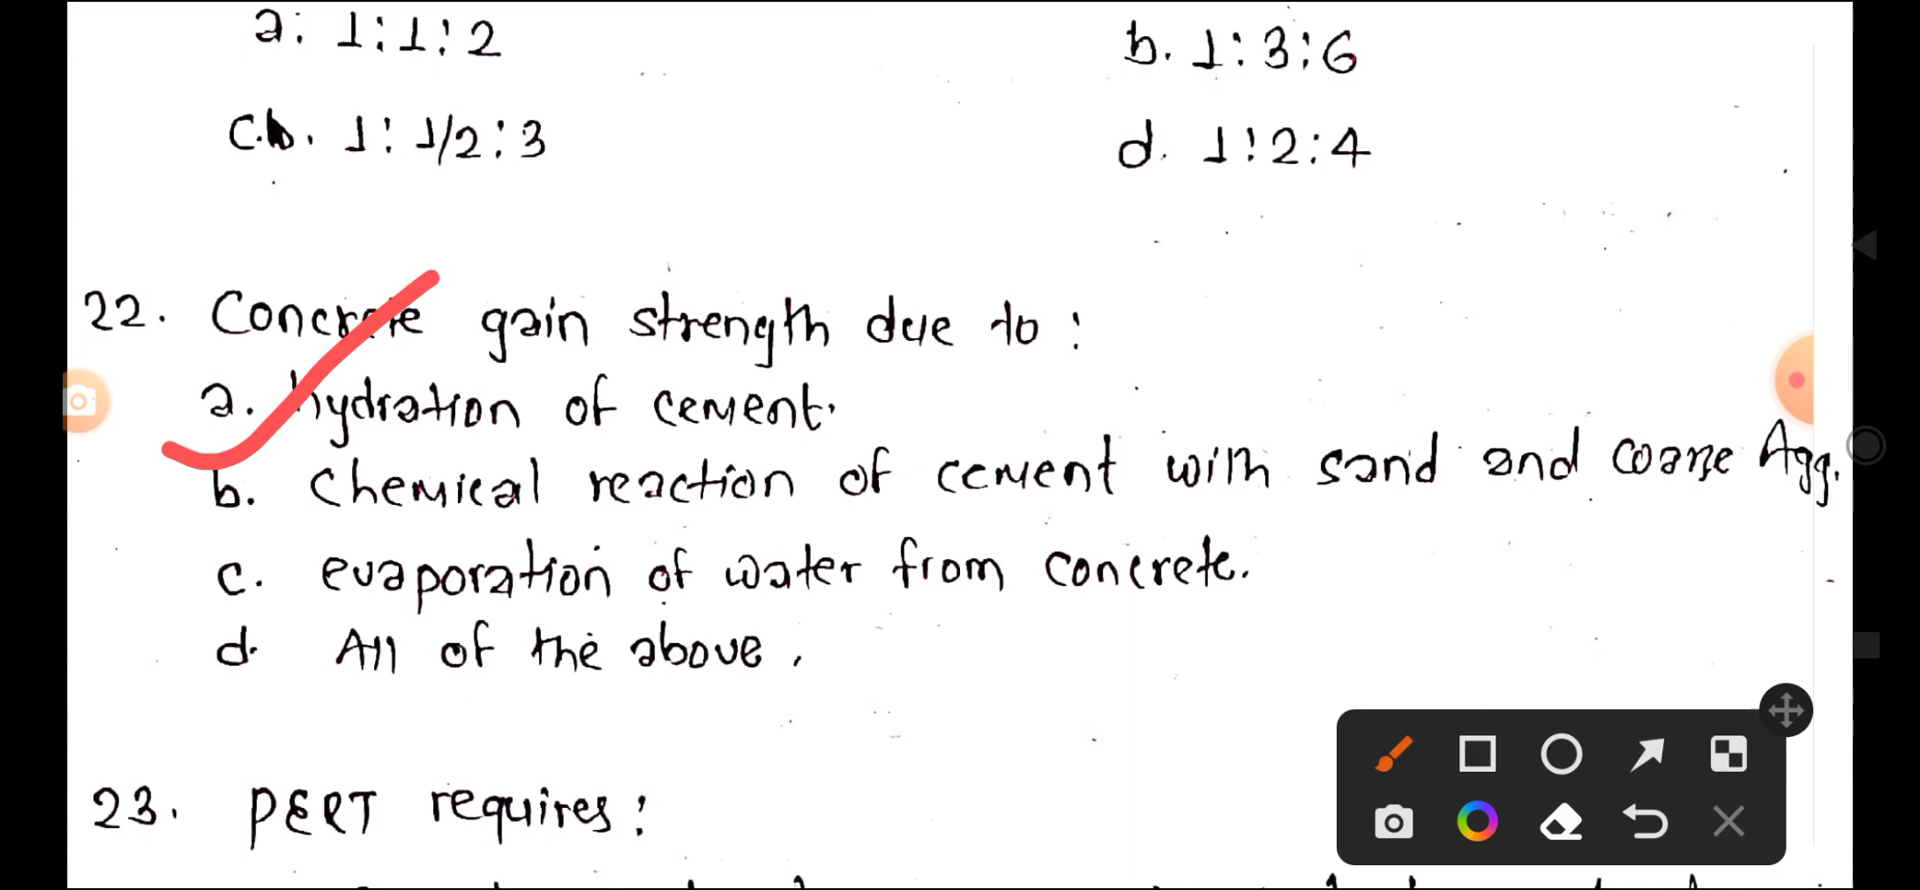 a. 1:1:2
b. 1:3:6
c. 1:1/2:3
d. 1:2:4
22. Concrete gain strength due to:
a. hydration of cement.
b. chemical reaction of cement with sand and coarse Agg.
c. evaporation of water from concrete.
d. All of the above.
23. PERT requires: